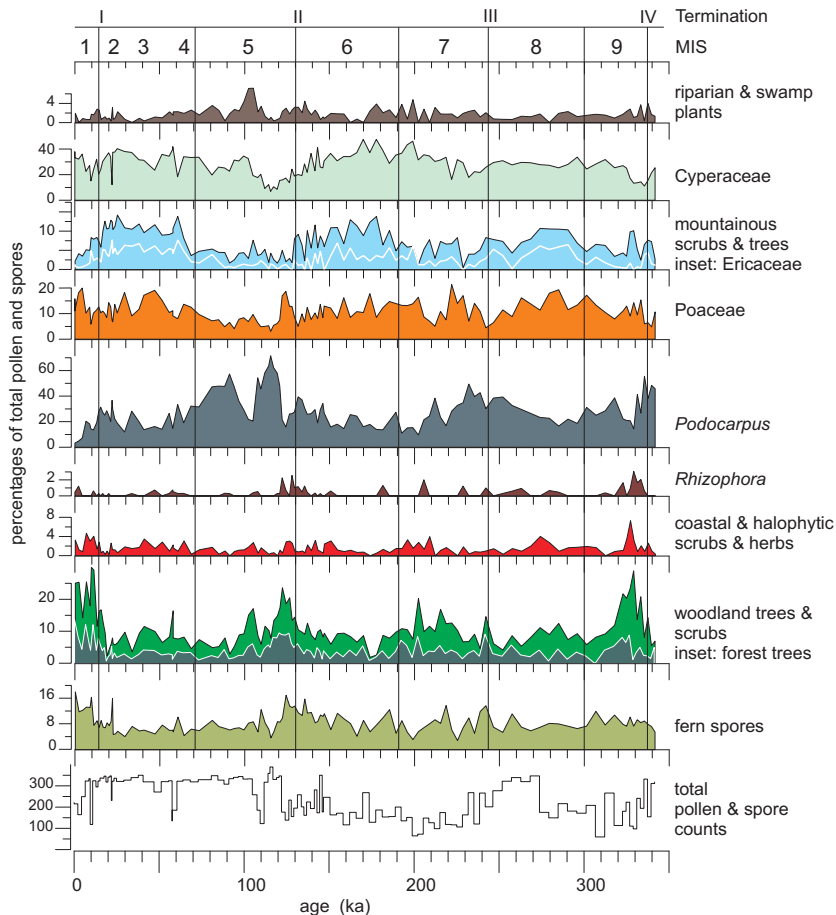 I II III IV Termination
1 2 3 4 5 6 7 8 9 MIS
percentages of total pollen and spores
4
0
riparian & swamp
plants
40
20
0
Cyperaceae
10
0
mountainous
scrubs & trees
inset: Ericaceae
20
10
0
Poaceae
60
40
20
0
Podocarpus
2
0
Rhizophora
8
4
0
coastal & halophytic
scrubs & herbs
20
10
0
woodland trees &
scrubs
inset: forest trees
16
8
0
fern spores
300
200
100
total
pollen & spore
counts
0 100 200 300
age (ka)